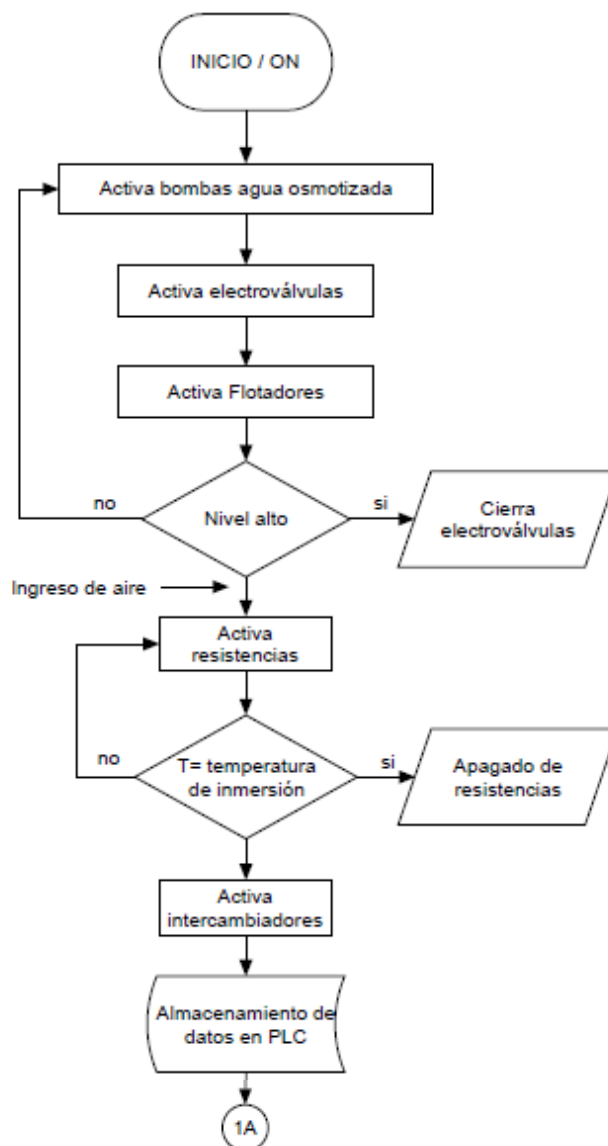 INICIO / ON
Activa bombas agua osmotizada
Activa electroválvulas
Activa Flotadores
no
Nivel alto
si
Cierra
electroválvulas
Ingreso de aire
Activa
resistencias
no
T= temperatura
de inmersión
si
Apagado de
resistencias
Activa
intercambiadores
Almacenamiento de
datos en PLC
1A